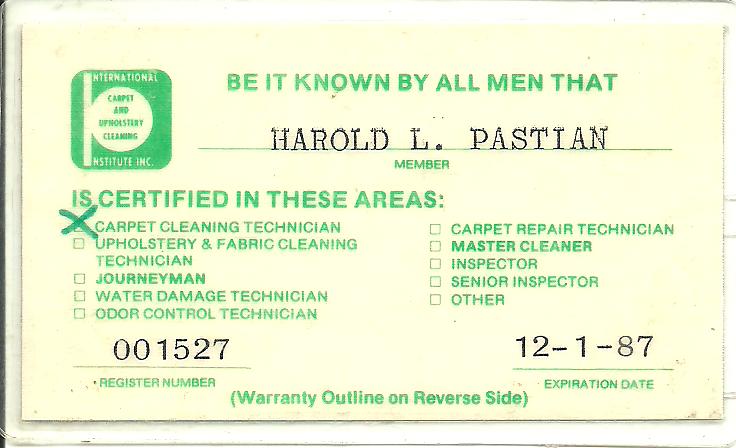 INTERNATIONAL
CARPET
AND
UPHOLSTERY
CLEANING
INSTITUTE INC.
BE IT KNOWN BY ALL MEN THAT
HAROLD L. PASTIAN
MEMBER
IS CERTIFIED IN THESE AREAS:
X CARPET CLEANING TECHNICIAN
☐ UPHOLSTERY & FABRIC CLEANING
TECHNICIAN
☐ JOURNEYMAN
☐ WATER DAMAGE TECHNICIAN
☐ ODOR CONTROL TECHNICIAN
☐ CARPET REPAIR TECHNICIAN
☐ MASTER CLEANER
☐ INSPECTOR
☐ SENIOR INSPECTOR
☐ OTHER
001527
REGISTER NUMBER
12-1-87
EXPIRATION DATE
(Warranty Outline on Reverse Side)